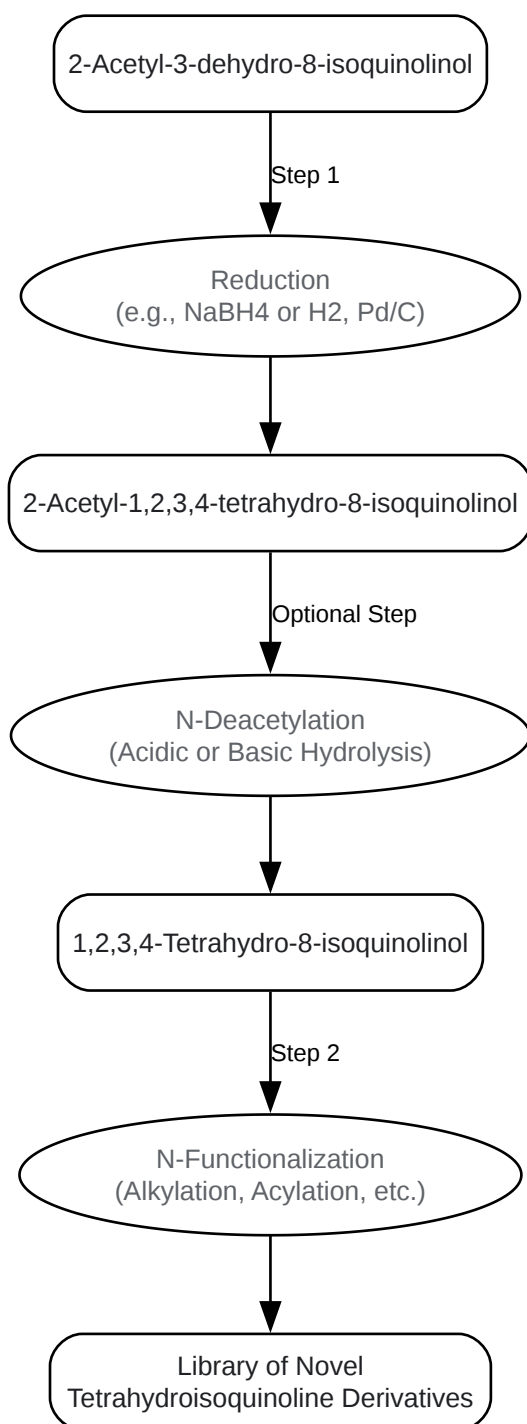 2-Acetyl-3-dehydro-8-isoquinolinol
Step 1
Reduction
(e.g., NaBH4 or H2, Pd/C)
2-Acetyl-1,2,3,4-tetrahydro-8-isoquinolinol
Optional Step
N-Deacetylation
(Acidic or Basic Hydrolysis)
1,2,3,4-Tetrahydro-8-isoquinolinol
Step 2
N-Functionalization
(Alkylation, Acylation, etc.)
Library of Novel
Tetrahydroisoquinoline Derivatives